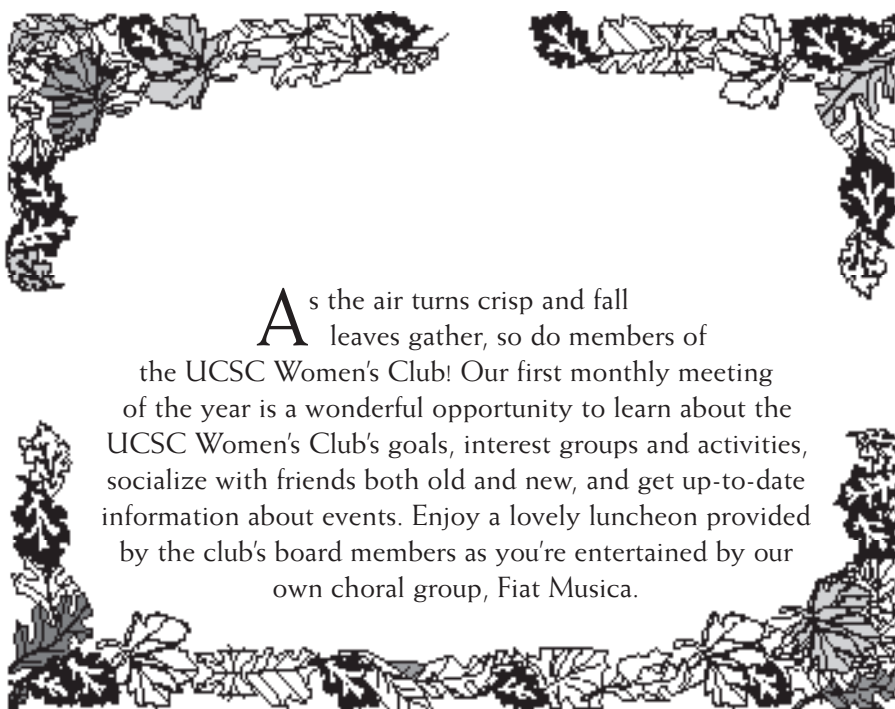 As the air turns crisp and fall
leaves gather, so do members of
the UCSC Women's Club! Our first monthly meeting
of the year is a wonderful opportunity to learn about the
UCSC Women's Club's goals, interest groups and activities,
socialize with friends both old and new, and get up-to-date
information about events. Enjoy a lovely luncheon provided
by the club's board members as you're entertained by our
own choral group, Fiat Musica.